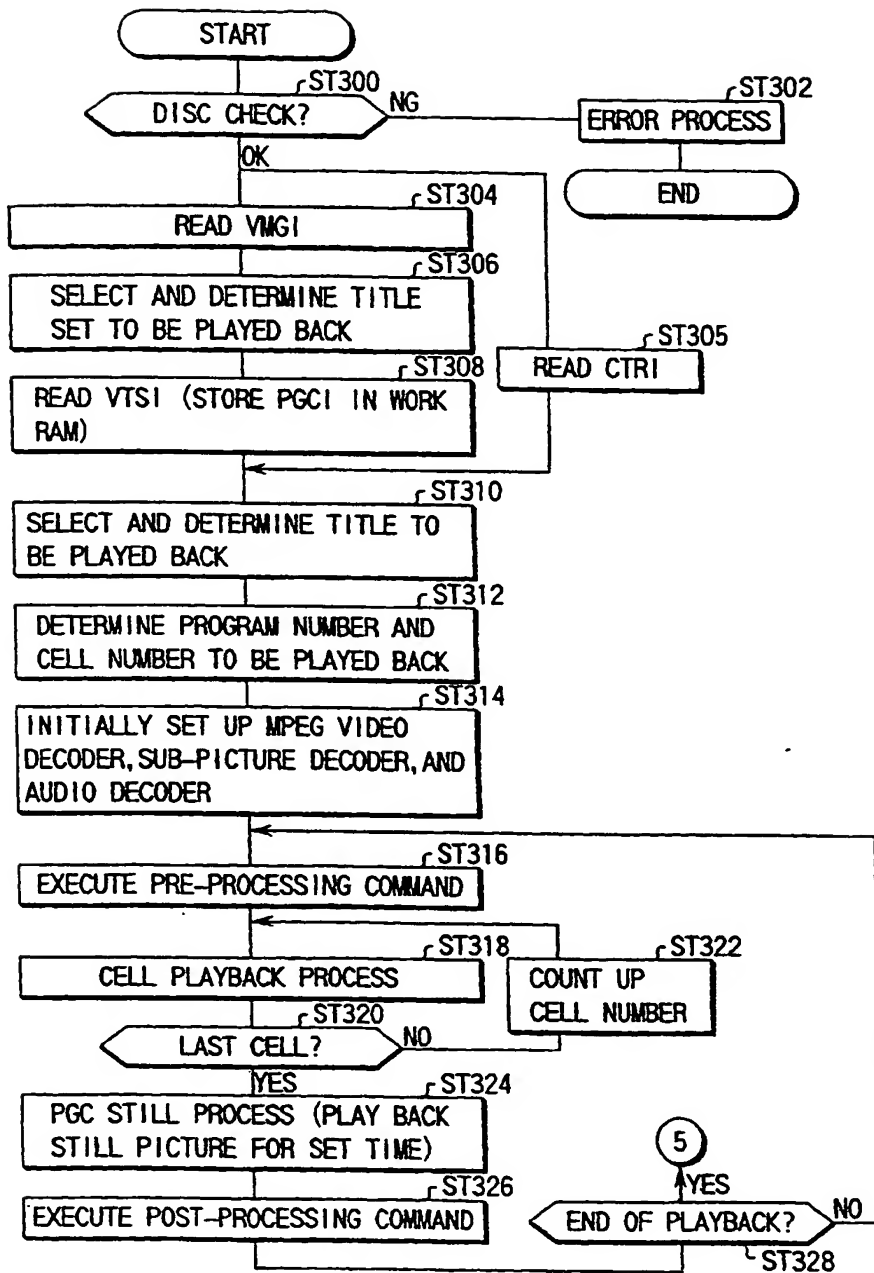 START
ST300
DISC CHECK?
NG
ST302
ERROR PROCESS
END
OK
ST304
READ VMGI
ST306
SELECT AND DETERMINE TITLE
SET TO BE PLAYED BACK
ST305
READ CTRI
ST308
READ VTSI (STORE PGCI IN WORK
RAM)
ST310
SELECT AND DETERMINE TITLE TO
BE PLAYED BACK
ST312
DETERMINE PROGRAM NUMBER AND
CELL NUMBER TO BE PLAYED BACK
ST314
INITIALLY SET UP MPEG VIDEO
DECODER, SUB-PICTURE DECODER, AND
AUDIO DECODER
ST316
EXECUTE PRE-PROCESSING COMMAND
ST318
CELL PLAYBACK PROCESS
ST322
COUNT UP
CELL NUMBER
ST320
LAST CELL?
NO
YES
ST324
PGC STILL PROCESS (PLAY BACK
STILL PICTURE FOR SET TIME)
ST326
EXECUTE POST-PROCESSING COMMAND
5
YES
END OF PLAYBACK?
NO
ST328